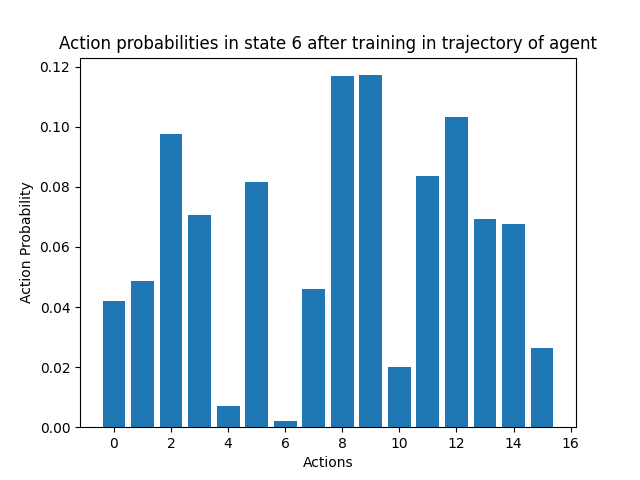 Action probabilities in state 6 after training in trajectory of agent
0.12
0.10
0.08
0.06
0.04
0.02
0.00
Action Probability
0 2 4 6 8 10 12 14 16
Actions